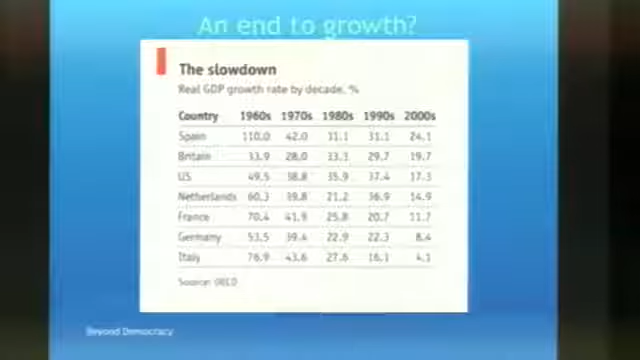 An end to growth?
The slowdown
Real GDP growth rate by decade, %
Country 1960s 1970s 1980s 1990s 2000s
Spain 110.0 42.0 31.1 31.1 24.1
Britain 33.9 28.0 33.1 29.7 19.7
US 49.5 38.8 35.9 37.4 17.3
Netherlands 60.3 39.8 21.2 36.9 14.9
France 70.4 41.9 25.8 20.7 11.7
Germany 53.5 39.4 22.9 22.3 8.4
Italy 76.9 43.6 27.6 16.1 4.1
Source: OECD
Beyond Democracy